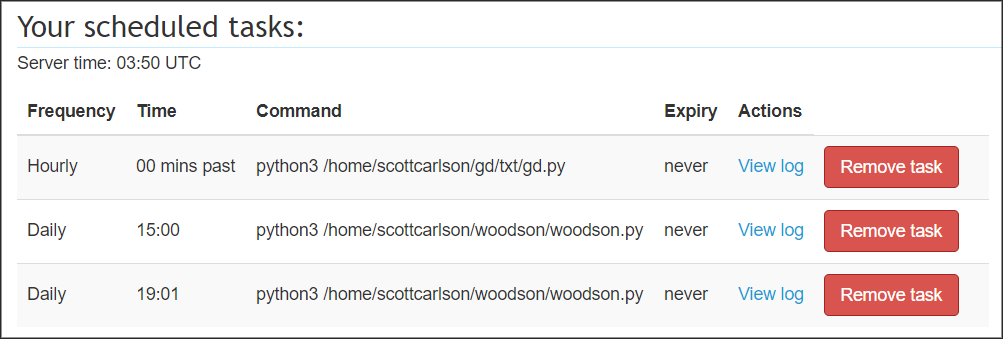 Your scheduled tasks:
Server time: 03:50 UTC
Frequency Time Command Expiry Actions
Hourly 00 mins past python3 /home/scottcarlson/gd/txt/gd.py never View log Remove task
Daily 15:00 python3 /home/scottcarlson/woodson/woodson.py never View log Remove task
Daily 19:01 python3 /home/scottcarlson/woodson/woodson.py never View log Remove task